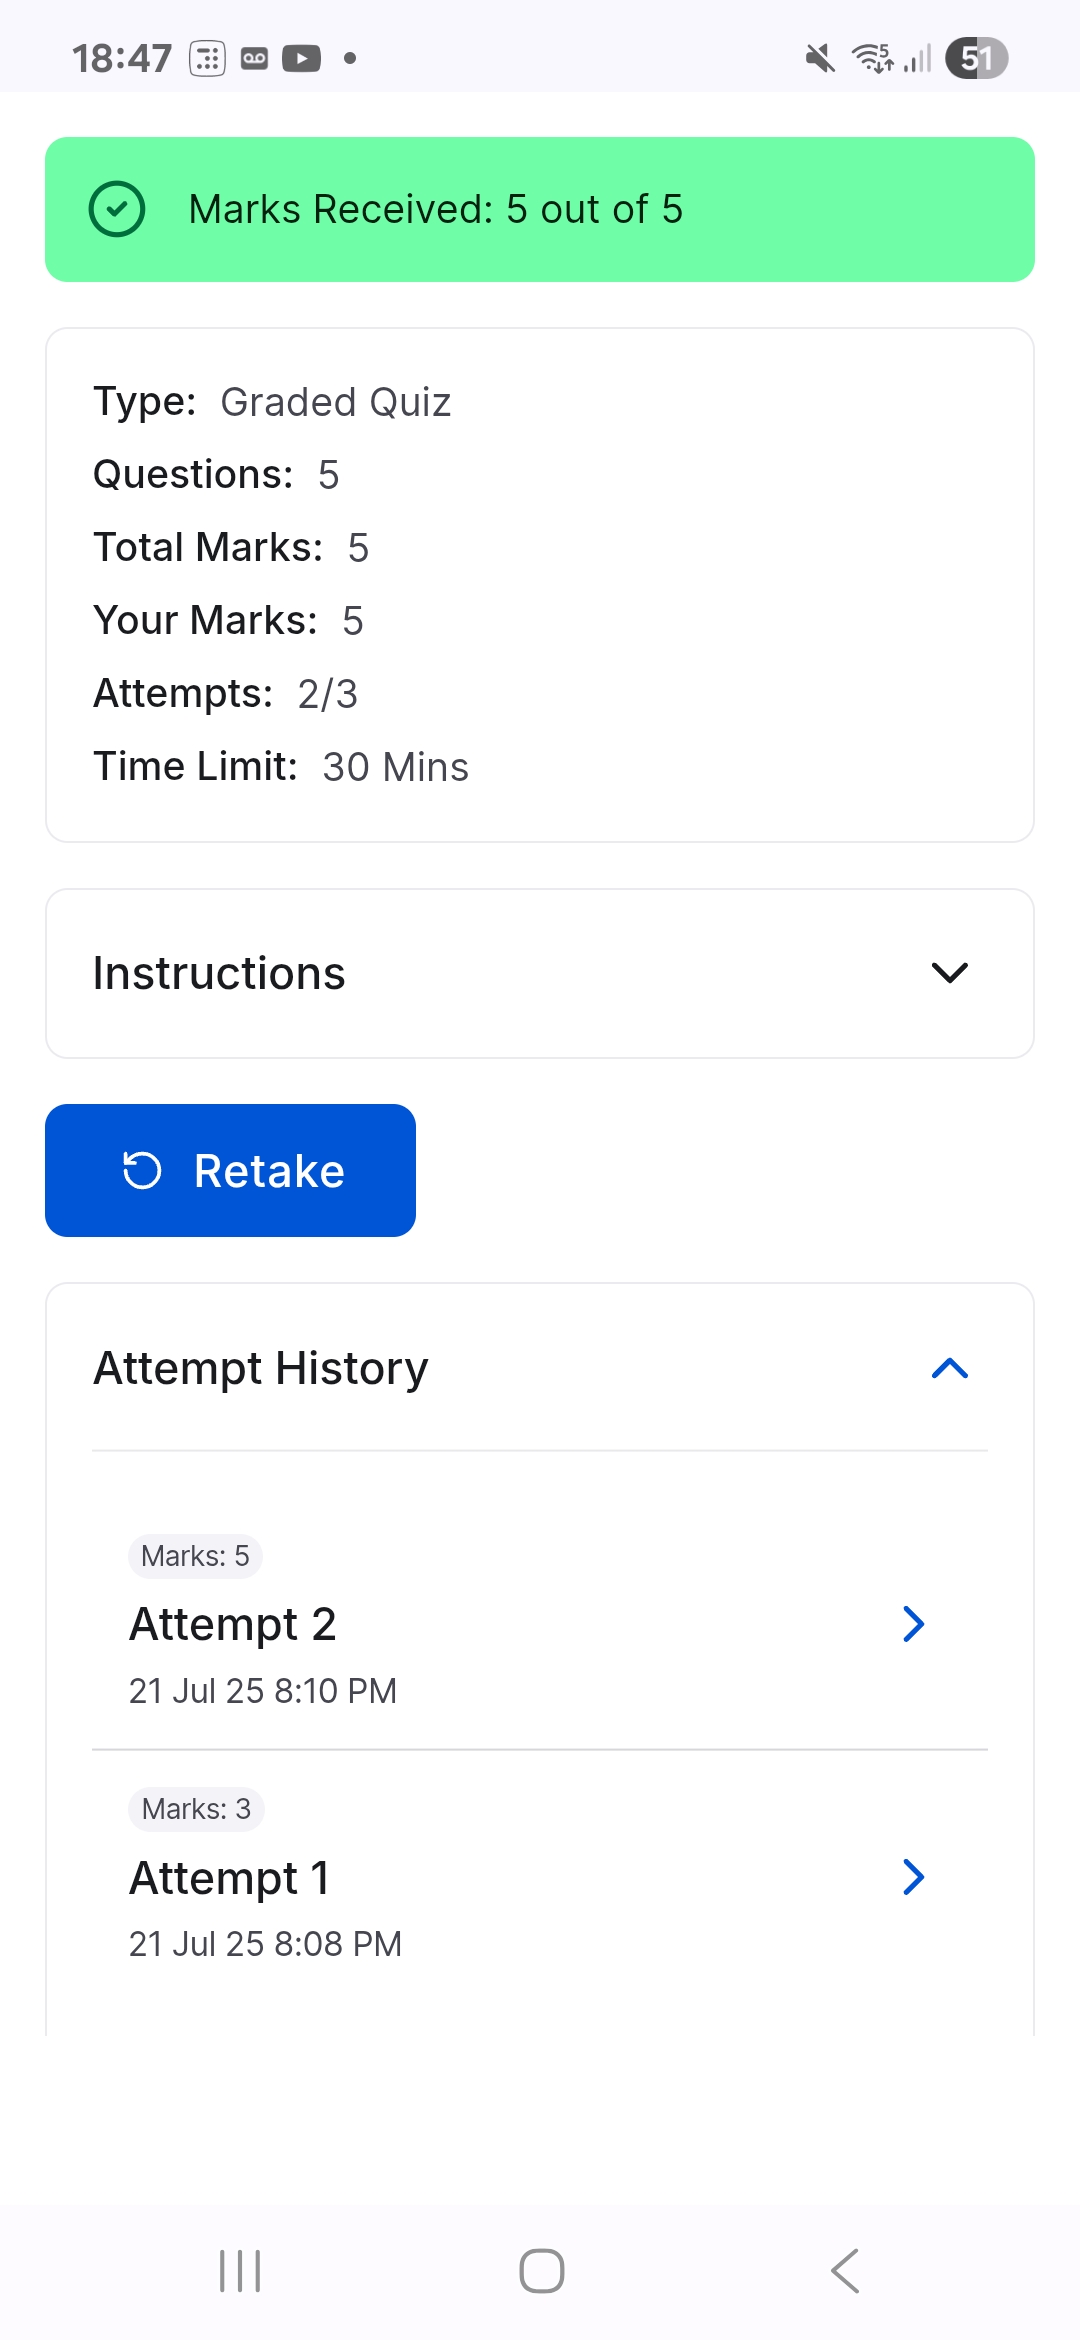 18:47
5
51
Marks Received: 5 out of 5
Type: Graded Quiz
Questions: 5
Total Marks: 5
Your Marks: 5
Attempts: 2/3
Time Limit: 30 Mins
Instructions
Retake
Attempt History
Marks: 5
Attempt 2
21 Jul 25 8:10 PM
Marks: 3
Attempt 1
21 Jul 25 8:08 PM